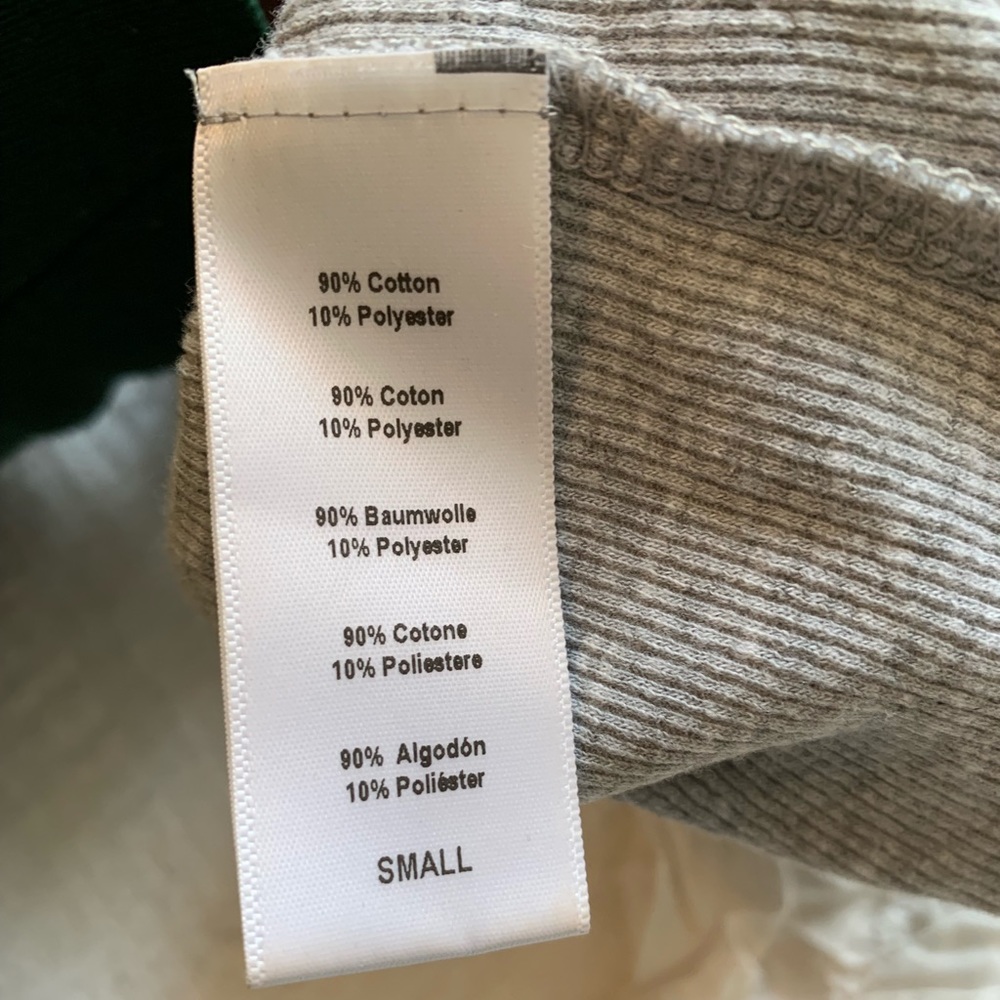 90% Cotton
10% Polyester
90% Coton
10% Polyester
90% Baumwolle
10% Polyester
90% Cotone
10% Poliestere
90% Algodón
10% Poliéster
SMALL